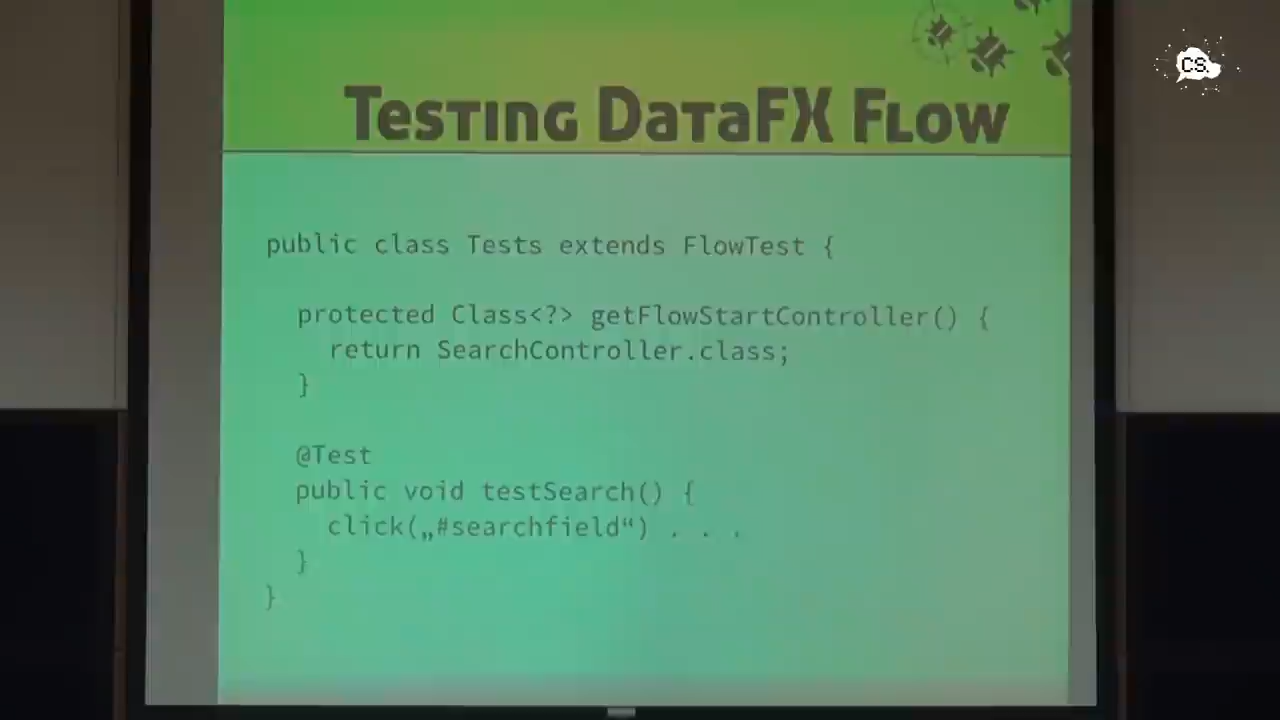 CS.
Testing DataFX Flow
public class Tests extends FlowTest {
protected Class<?> getFlowStartController() {
return SearchController.class;
}
@Test
public void testSearch() {
click(„#searchfield“) . . .
}
}